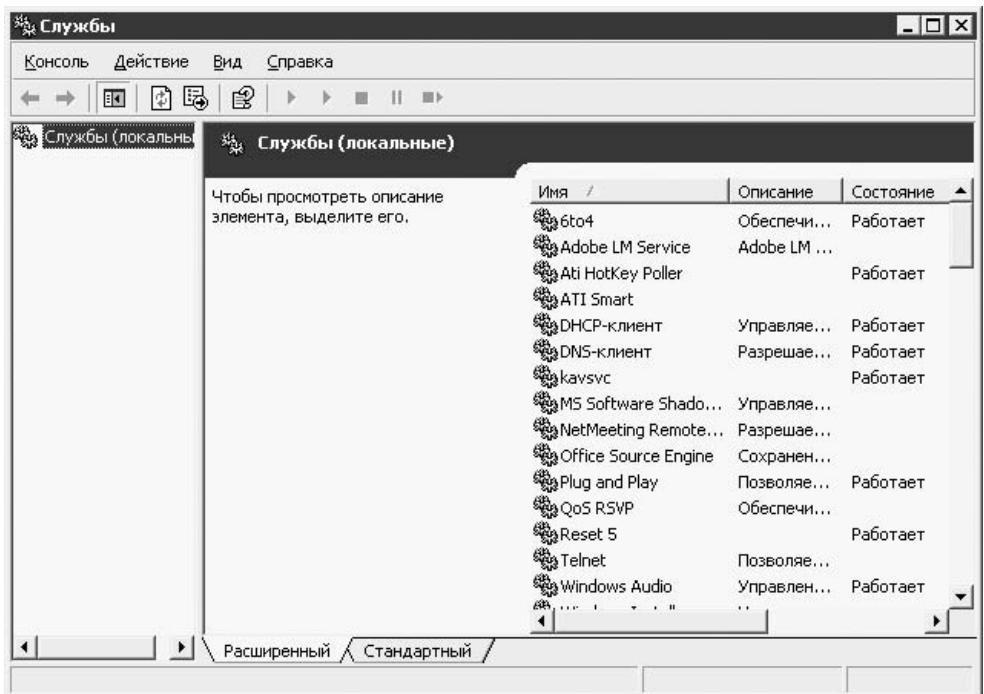 Службы
Консоль Действие Вид Справка
Службы (локальны
Службы (локальные)
Чтобы просмотреть описание
элемента, выделите его.
Имя Описание Состояние
6to4 Обеспечи... Работает
Adobe LM Service Adobe LM ...
Ati HotKey Poller Работает
ATI Smart
DHCP-клиент Управляе... Работает
DNS-клиент Разрешае... Работает
kavsvc Работает
MS Software Shado... Управляе...
NetMeeting Remote... Разрешае...
Office Source Engine Сохранен...
Plug and Play Позволяе... Работает
QoS RSVP Обеспечи...
Reset 5 Работает
Telnet Позволяе...
Windows Audio Управлен... Работает
Расширенный Стандартный